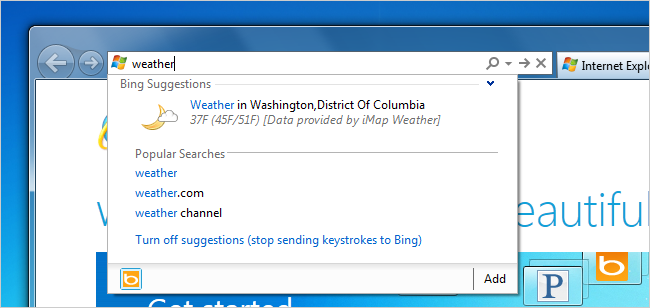 weather
Internet Explo
Bing Suggestions
Weather in Washington,District Of Columbia
37F (45F/51F) [Data provided by iMap Weather]
Popular Searches
weather
weather.com
weather channel
eautiful
Turn off suggestions (stop sending keystrokes to Bing)
Add
b
P
Get started